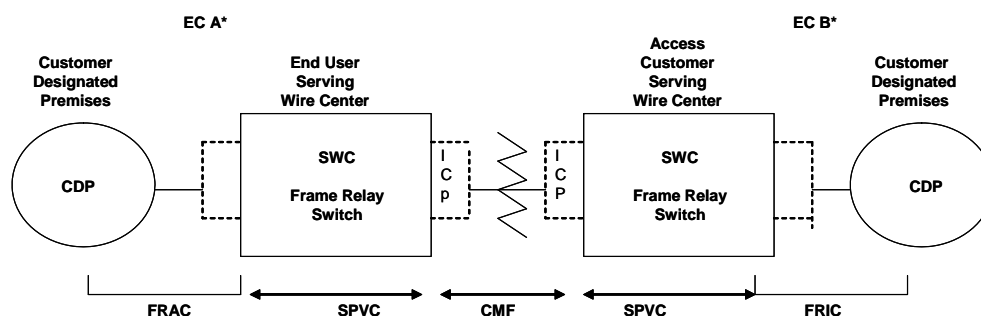 EC A*
EC B*
Customer
Designated
Premises
End User
Serving
Wire Center
Access
Customer
Serving
Wire Center
Customer
Designated
Premises
CDP
SWC
Frame Relay
Switch
I
C
p
I
C
P
SWC
Frame Relay
Switch
CDP
FRAC
SPVC
CMF
SPVC
FRIC